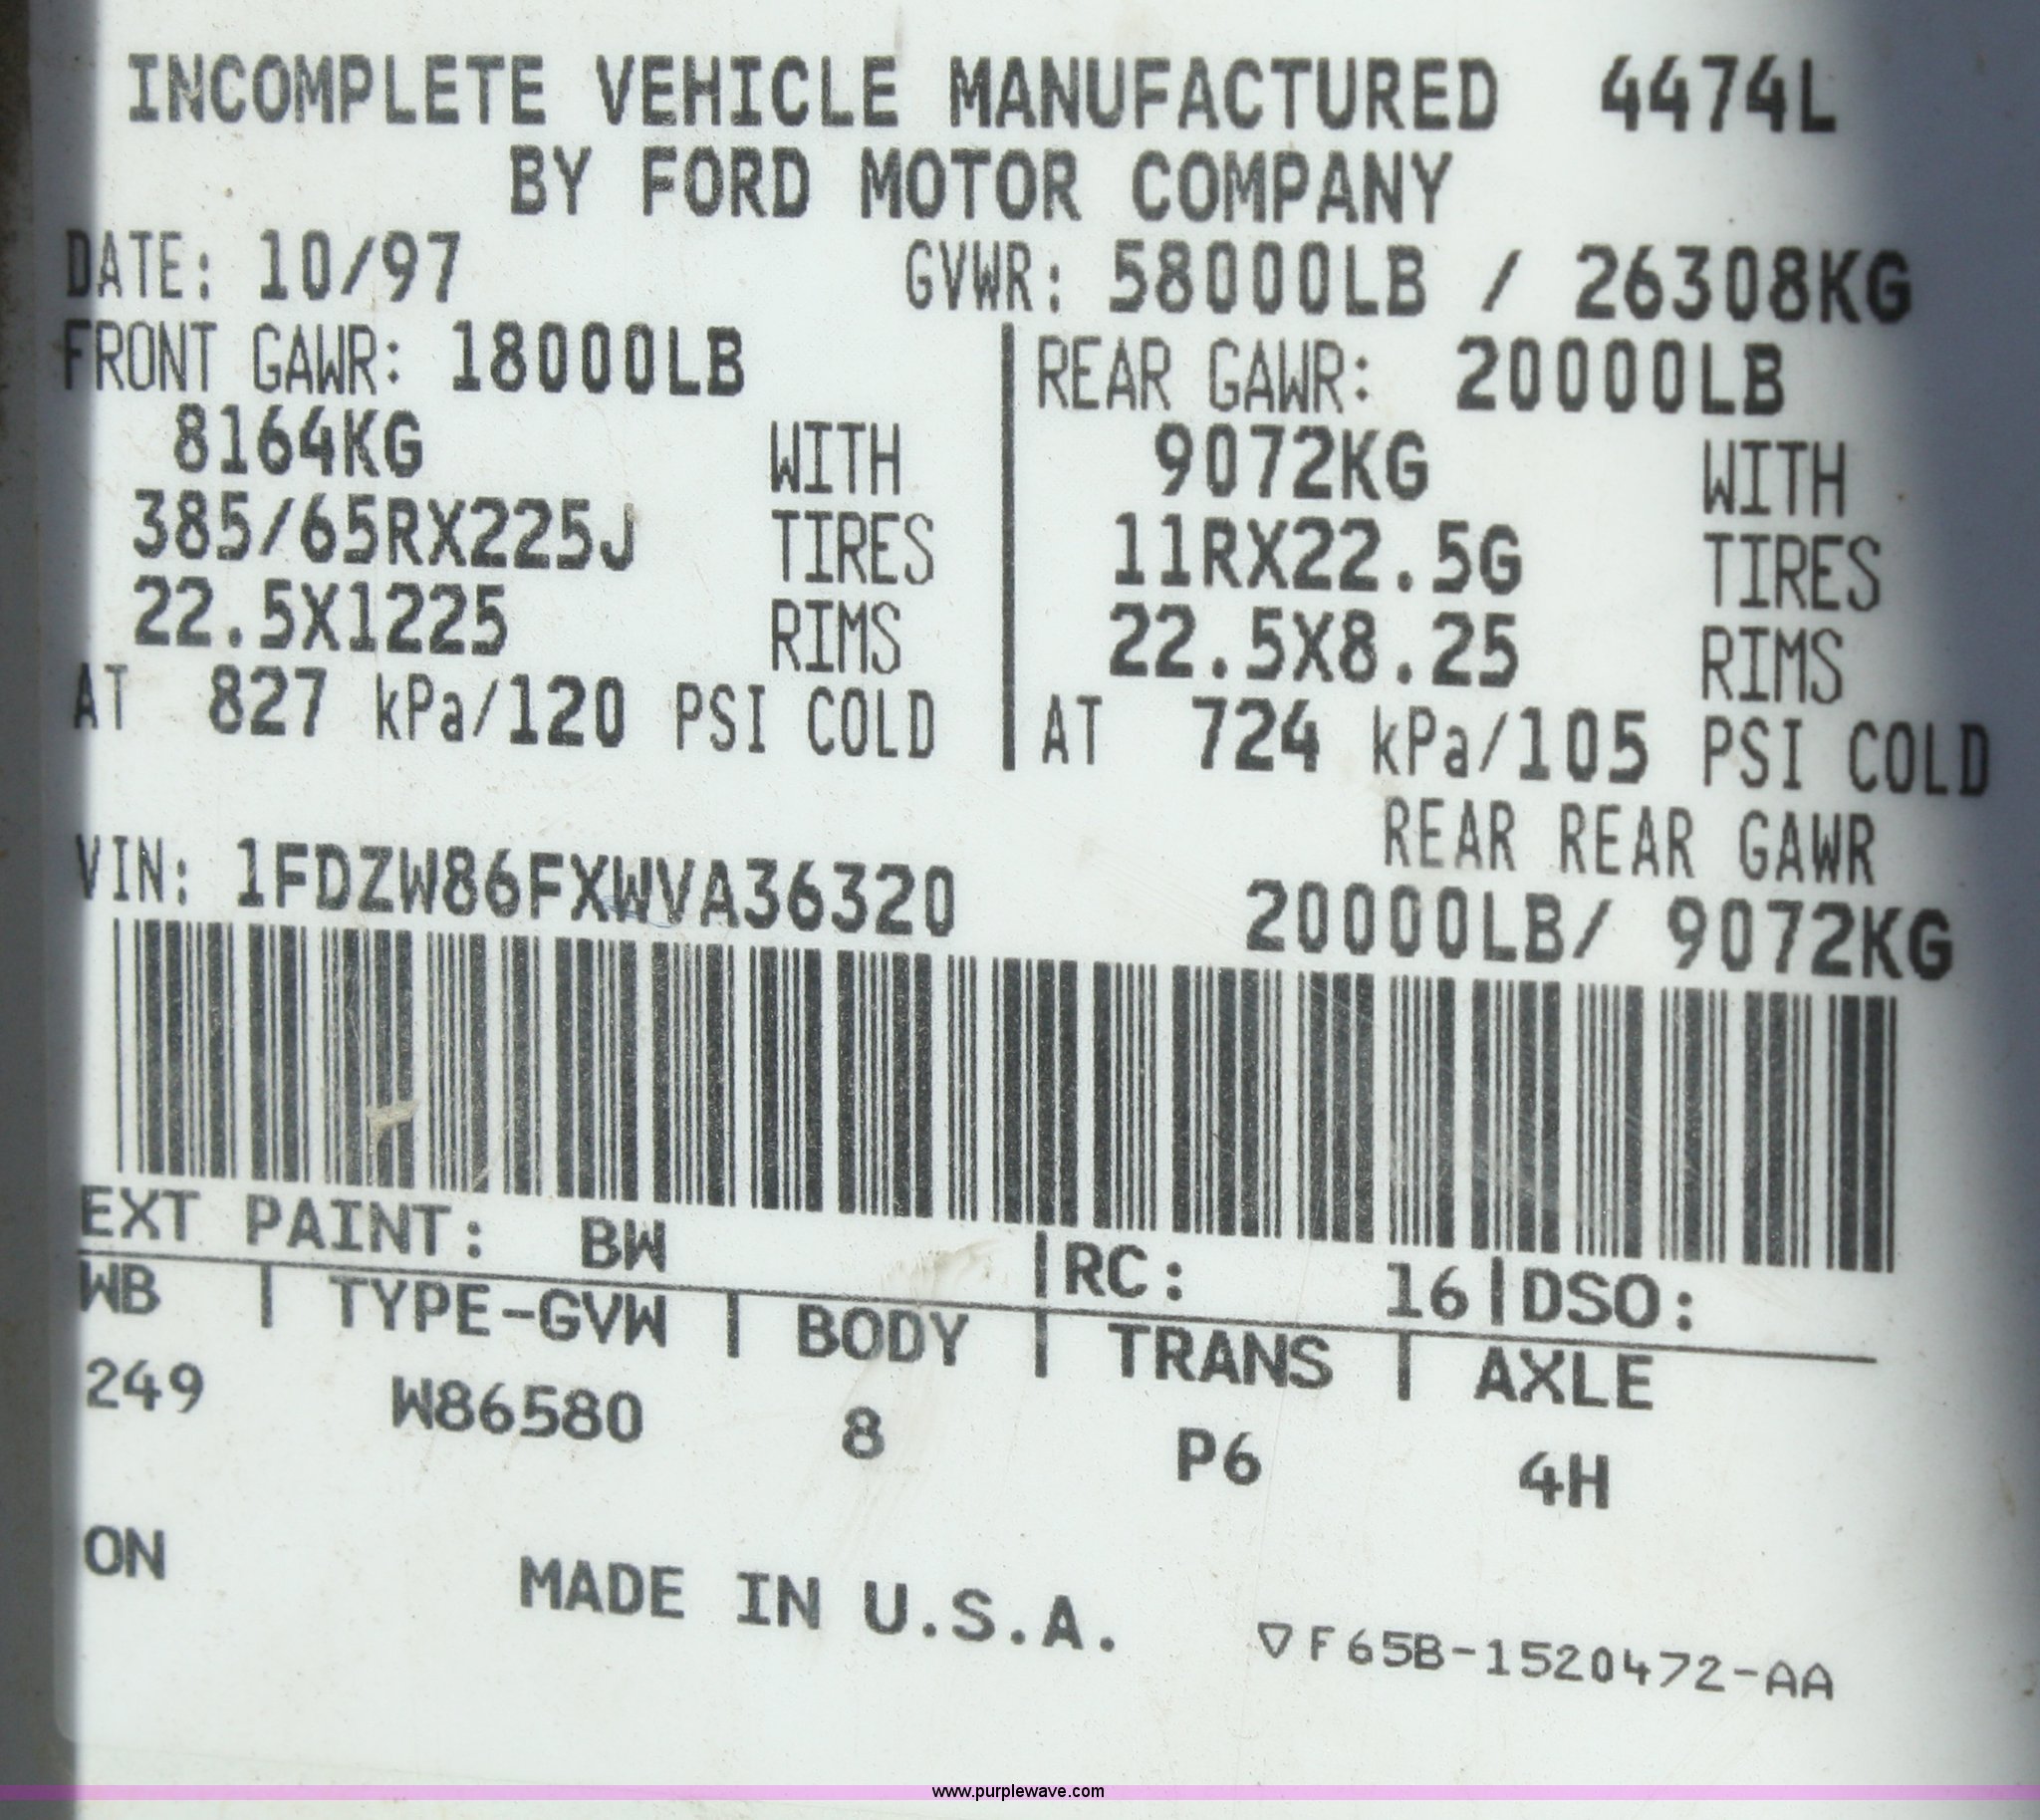 INCOMPLETE VEHICLE MANUFACTURED 4474L
BY FORD MOTOR COMPANY
DATE: 10/97 GVWR: 58000LB / 26308KG
FRONT GAWR: 18000LB
8164KG WITH
385/65RX225J TIRES
22.5X1225 RIMS
AT 827 kPa/120 PSI COLD
REAR GAWR: 20000LB
9072KG WITH
11RX22.5G TIRES
22.5X8.25 RIMS
AT 724 kPa/105 PSI COLD
REAR REAR GAWR
20000LB/ 9072KG
VIN: 1FDZW86FXWVA36320
EXT PAINT: BW |RC: 16|DSO:
WB | TYPE-GVW | BODY | TRANS | AXLE
249 W86580 8 P6 4H
ON
MADE IN U.S.A.
▽F65B-1520472-AA
www.purplewave.com